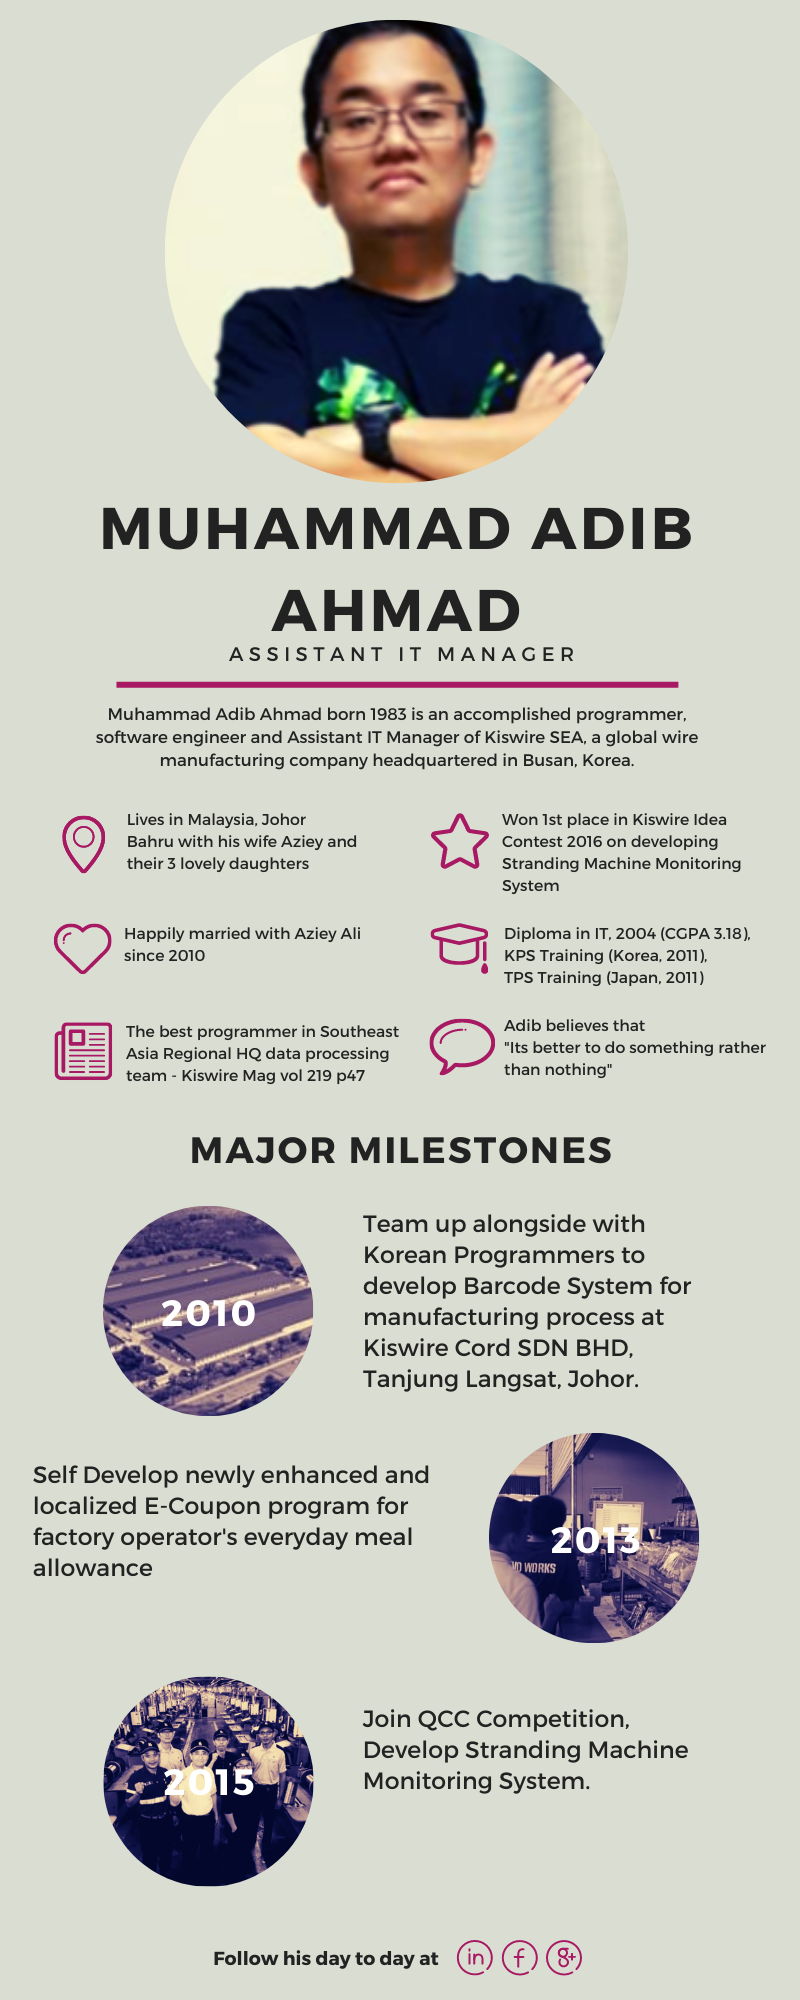 MUHAMMAD ADIB
AHMAD
ASSISTANT IT MANAGER
Muhammad Adib Ahmad born 1983 is an accomplished programmer,
software engineer and Assistant IT Manager of Kiswire SEA, a global wire
manufacturing company headquartered in Busan, Korea.
Lives in Malaysia, Johor
Bahru with his wife Aziey and
their 3 lovely daughters
Won 1st place in Kiswire Idea
Contest 2016 on developing
Stranding Machine Monitoring
System
Happily married with Aziey Ali
since 2010
Diploma in IT, 2004 (CGPA 3.18),
KPS Training (Korea, 2011),
TPS Training (Japan, 2011)
The best programmer in Southeast
Asia Regional HQ data processing
team - Kiswire Mag vol 219 p47
Adib believes that
"Its better to do something rather
than nothing"
MAJOR MILESTONES
2010
Team up alongside with
Korean Programmers to
develop Barcode System for
manufacturing process at
Kiswire Cord SDN BHD,
Tanjung Langsat, Johor.
Self Develop newly enhanced and
localized E-Coupon program for
factory operator's everyday meal
allowance
2013
WORKS
2015
Join QCC Competition,
Develop Stranding Machine
Monitoring System.
Follow his day to day at
in f g+